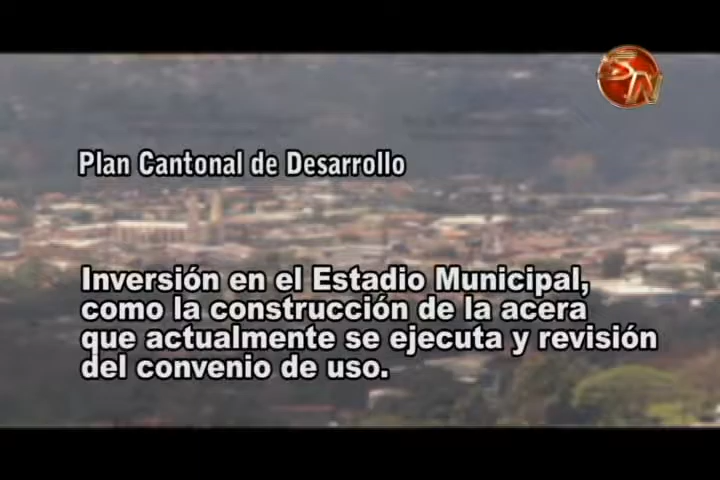 SN
Plan Cantonal de Desarrollo
Inversión en el Estadio Municipal,
como la construcción de la acera
que actualmente se ejecuta y revisión
del convenio de uso.